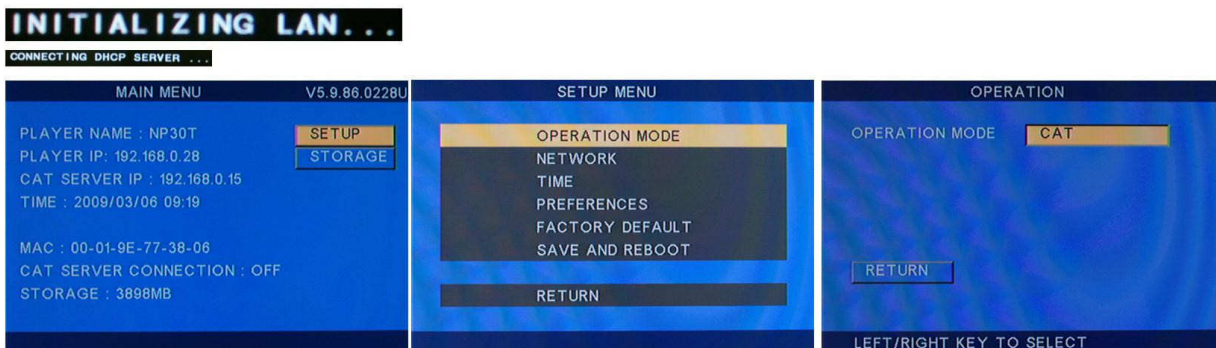 INITIALIZING LAN...
CONNECTING DHCP SERVER ...
MAIN MENU V5.9.86.0228U
PLAYER NAME : NP30T
SETUP
PLAYER IP: 192.168.0.28
STORAGE
CAT SERVER IP : 192.168.0.15
TIME : 2009/03/06 09:19
MAC : 00-01-9E-77-38-06
CAT SERVER CONNECTION : OFF
STORAGE : 3898MB
SETUP MENU
OPERATION MODE
NETWORK
TIME
PREFERENCES
FACTORY DEFAULT
SAVE AND REBOOT
RETURN
OPERATION
OPERATION MODE CAT
RETURN
LEFT/RIGHT KEY TO SELECT